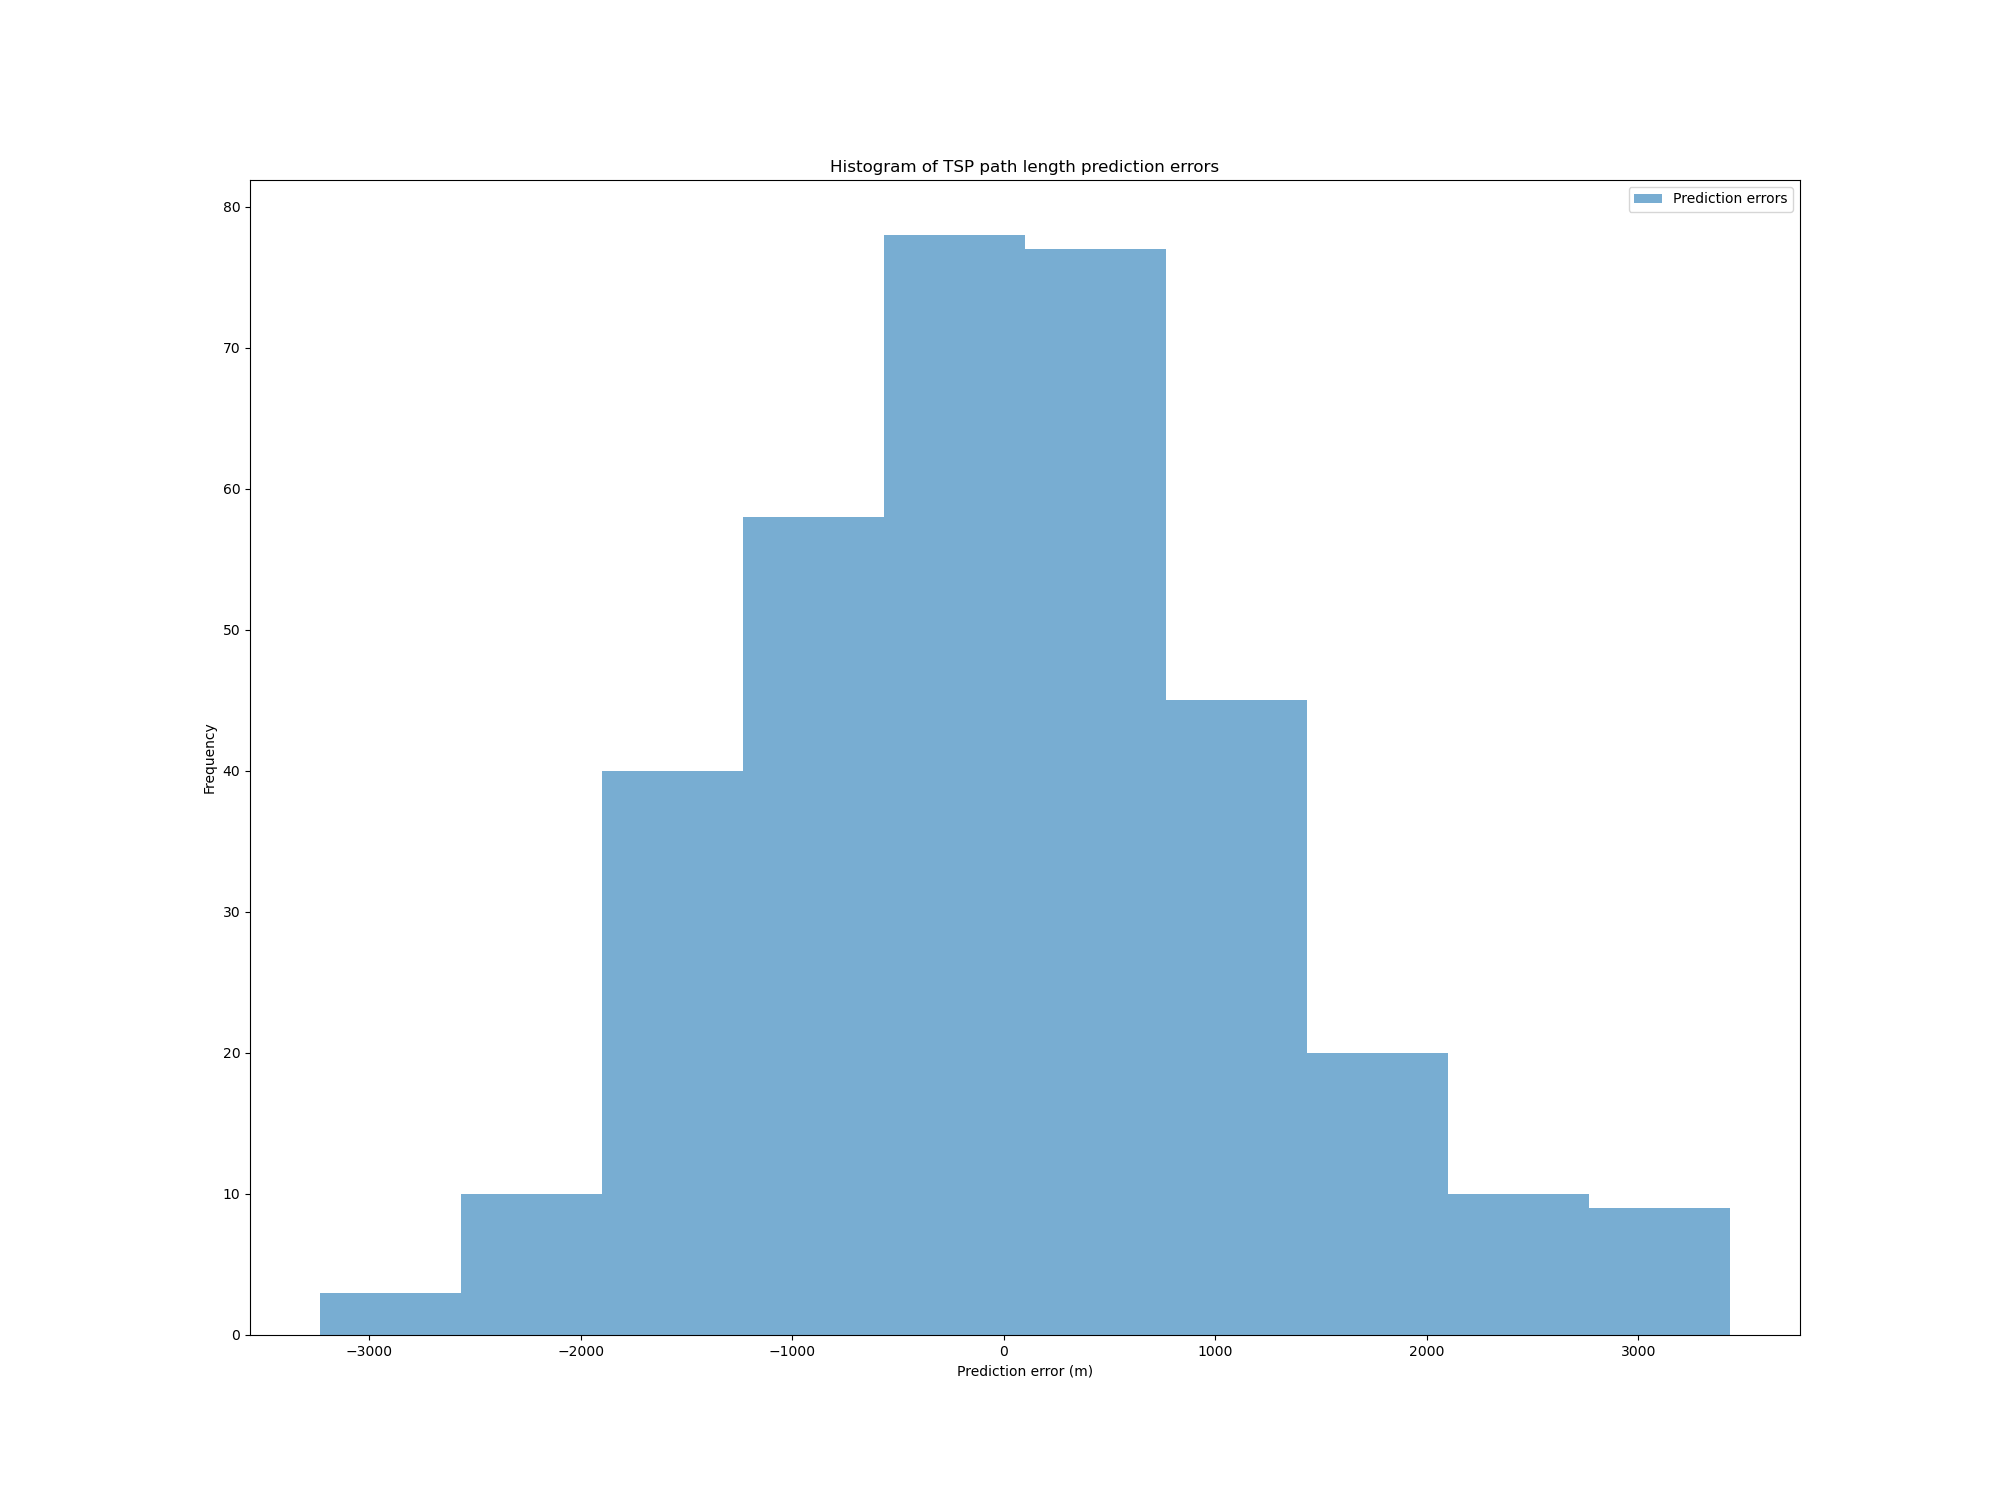 Histogram of TSP path length prediction errors
Prediction errors
80
70
60
50
40
30
20
10
0
Frequency
−3000 −2000 −1000 0 1000 2000 3000
Prediction error (m)